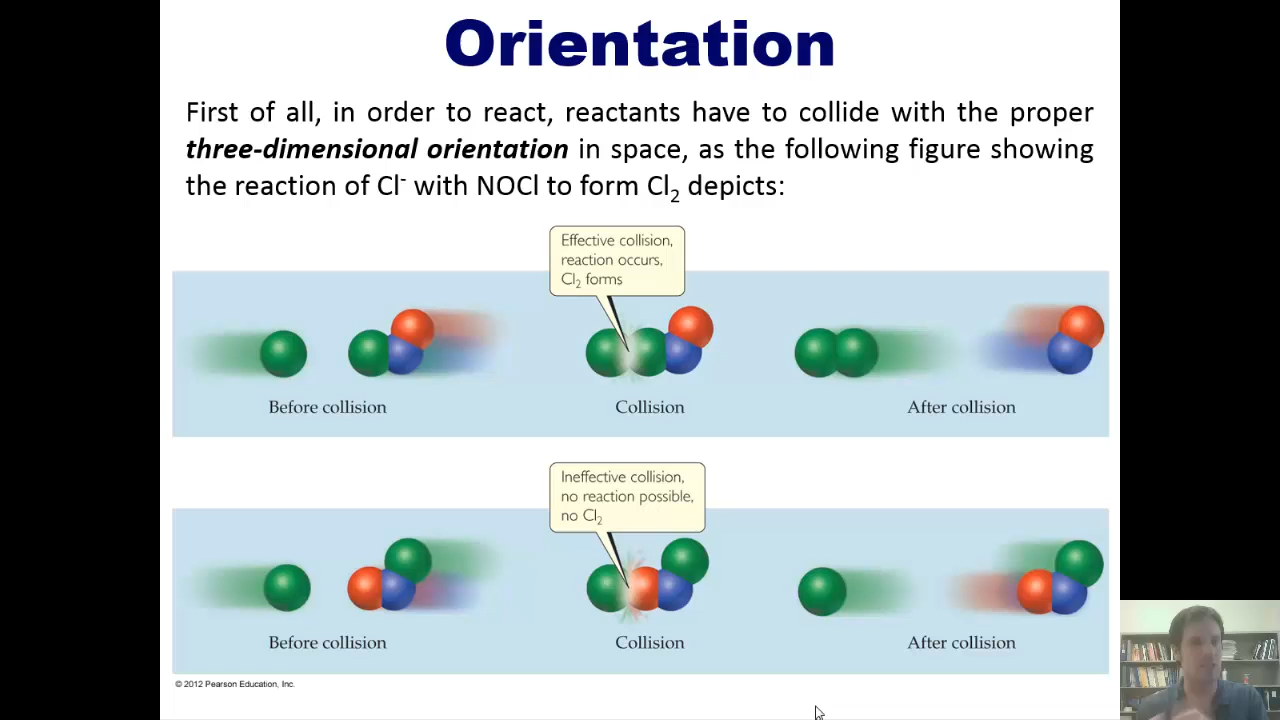 Orientation
First of all, in order to react, reactants have to collide with the proper
three-dimensional orientation in space, as the following figure showing
the reaction of Cl⁻ with NOCl to form Cl₂ depicts:
Effective collision,
reaction occurs,
Cl₂ forms
Before collision
Collision
After collision
Ineffective collision,
no reaction possible,
no Cl₂
Before collision
Collision
After collision
© 2012 Pearson Education, Inc.